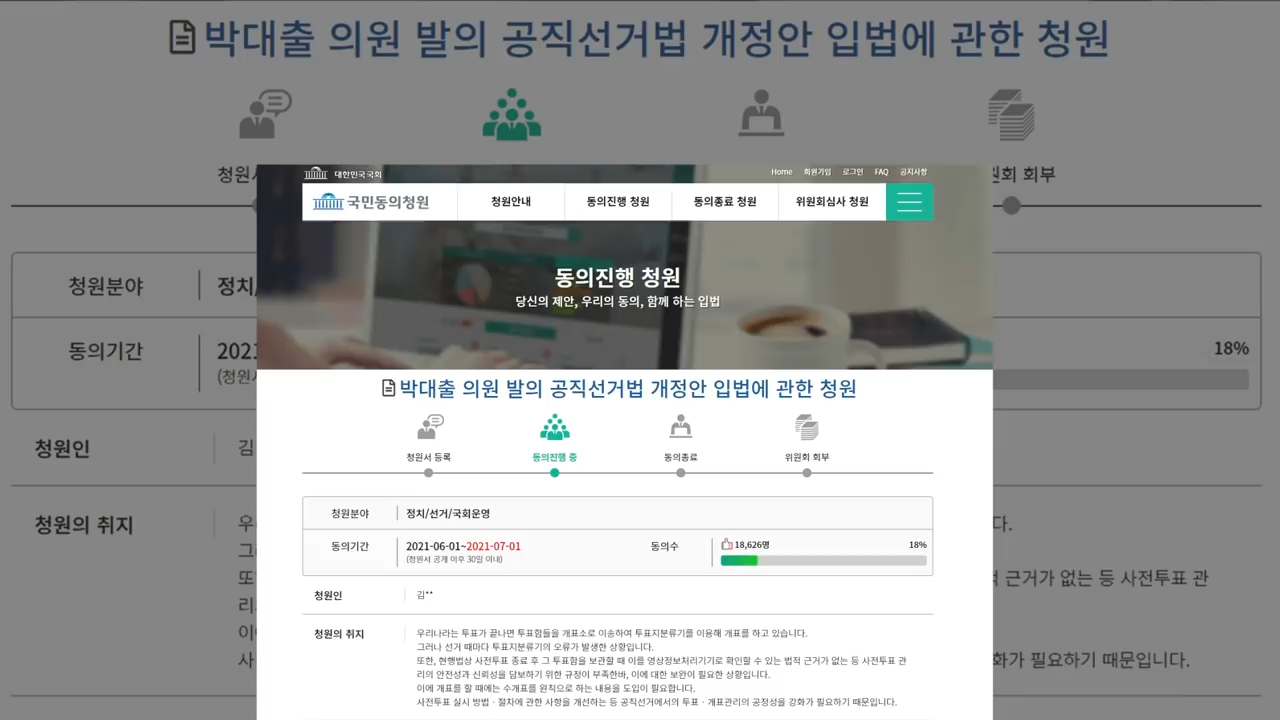 박대출 의원 발의 공직선거법 개정안 입법에 관한 청원
대한민국국회
Home 회원가입 로그인 FAQ 공지사항
국민동의청원 청원안내 동의진행 청원 동의종료 청원 위원회심사 청원
동의진행 청원
당신의 제안, 우리의 동의, 함께 하는 입법
박대출 의원 발의 공직선거법 개정안 입법에 관한 청원
청원서 등록 동의진행 중 동의종료 위원회 회부
청원분야 정치/선거/국회운영
동의기간 2021-06-01~2021-07-01 동의수 18,626명 18%
(청원서 공개 이후 30일 이내)
청원인 김**
청원의 취지 우리나라는 투표가 끝나면 투표함들을 개표소로 이송하여 투표지분류기를 이용해 개표를 하고 있습니다.
그러나 선거 때마다 투표지분류기의 오류가 발생한 상황입니다.
또한, 현행법상 사전투표 종료 후 그 투표함을 보관할 때 이를 영상정보처리기기로 확인할 수 있는 법적 근거가 없는 등 사전투표 관
리의 안전성과 신뢰성을 담보하기 위한 규정이 부족한바, 이에 대한 보완이 필요한 상황입니다.
이에 개표를 할 때에는 수개표를 원칙으로 하는 내용을 도입이 필요합니다.
사전투표 실시 방법ㆍ절차에 관한 사항을 개선하는 등 공직선거에서의 투표ㆍ개표관리의 공정성을 강화가 필요하기 때문입니다.
청원서
위원회 회부
청원분야 정치/
동의기간 2021
(청원서
18%
청원인 김
청원의 취지 우
그
또
리
이
사
다.
적 근거가 없는 등 사전투표 관
화가 필요하기 때문입니다.